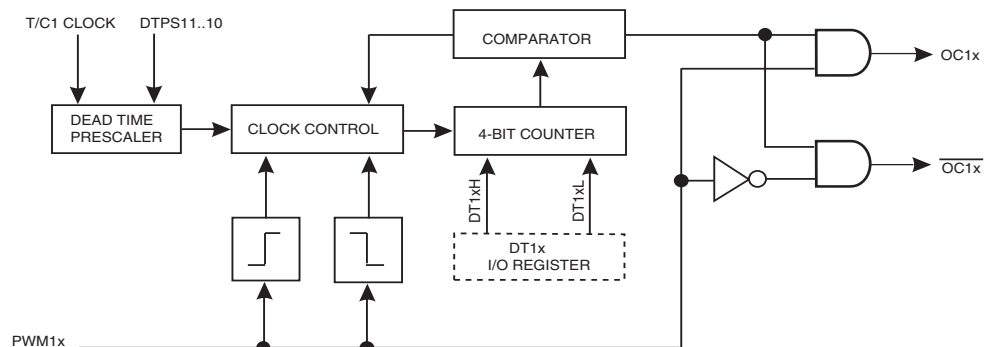 T/C1 CLOCK
DTPS11..10
DEAD TIME
PRESCALER
CLOCK CONTROL
COMPARATOR
4-BIT COUNTER
DT1xH
DT1xL
DT1x
I/O REGISTER
OC1x
OC1x
PWM1x